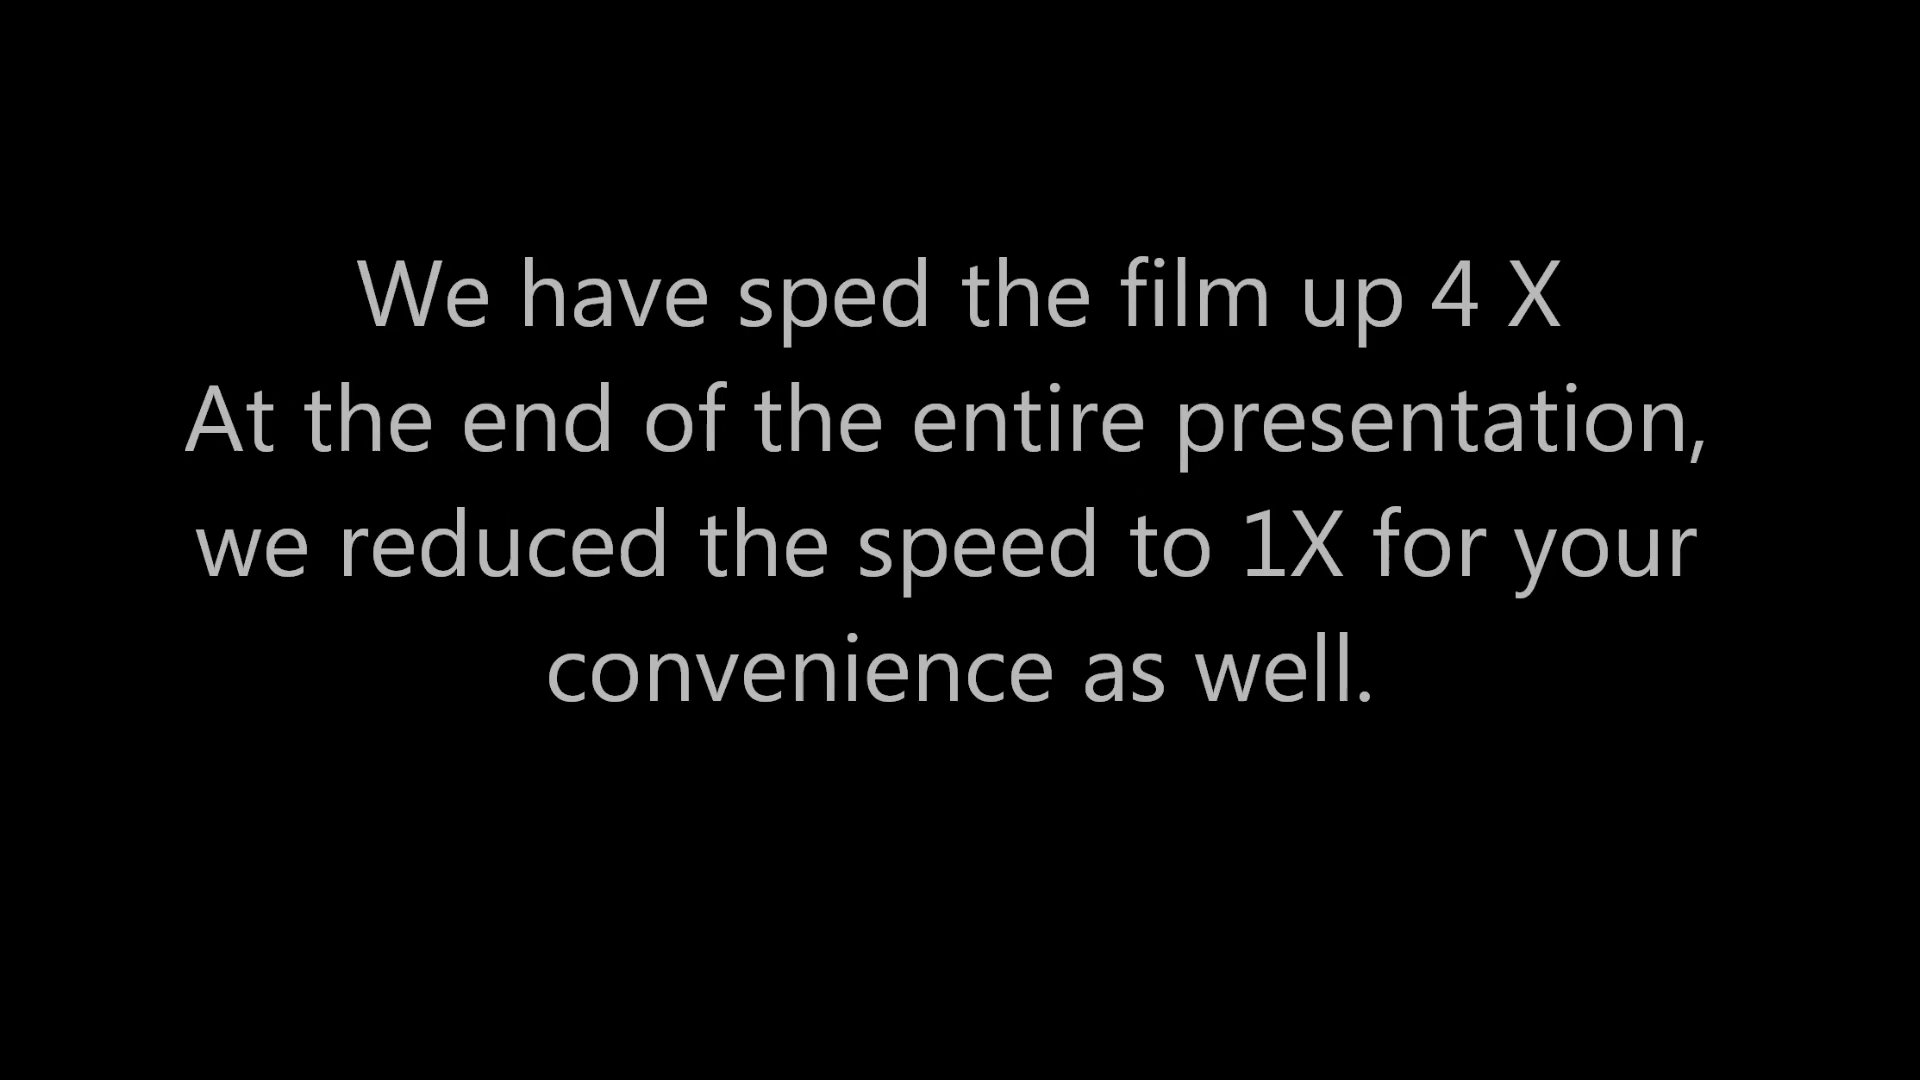 We have sped the film up 4 X
At the end of the entire presentation,
we reduced the speed to 1X for your
convenience as well.